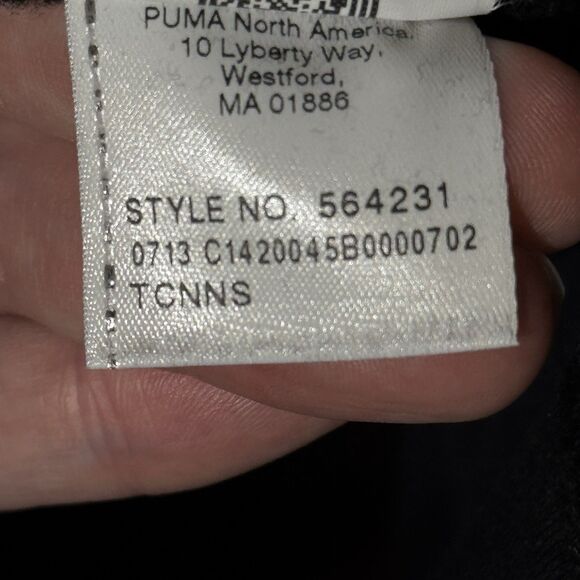 PUMA North America.
10 Lyberty Way,
Westford,
MA 01886
STYLE NO. 564231
0713 C1420045B0000702
TCNNS